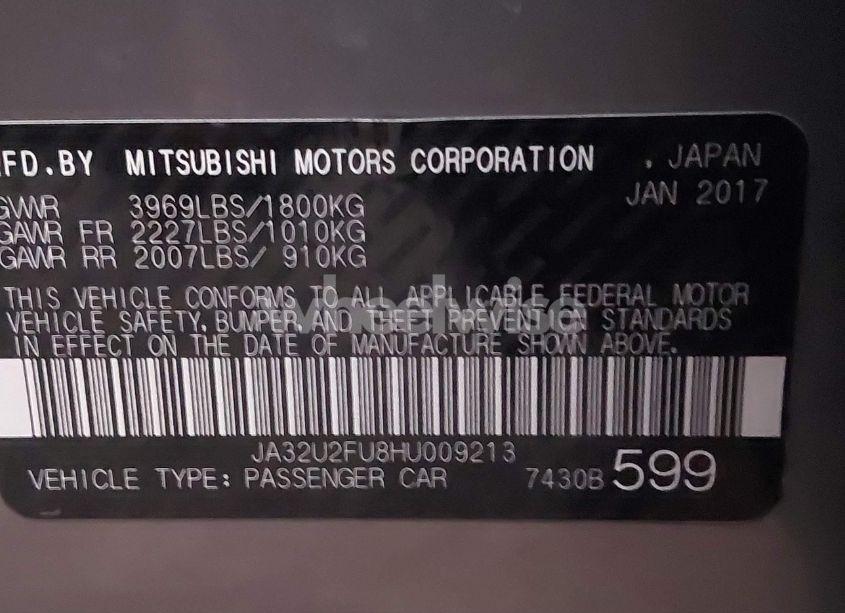 FD.BY MITSUBISHI MOTORS CORPORATION . JAPAN
JAN 2017
GVWR 3969LBS/1800KG
GAWR FR 2227LBS/1010KG
GAWR RR 2007LBS/ 910KG
THIS VEHICLE CONFORMS TO ALL APPLICABLE FEDERAL MOTOR
VEHICLE SAFETY, BUMPER, AND THEFT PREVENTION STANDARDS
IN EFFECT ON THE DATE OF MANUFACTURE SHOWN ABOVE.
JA32U2FU8HU009213
VEHICLE TYPE: PASSENGER CAR 7430B 599